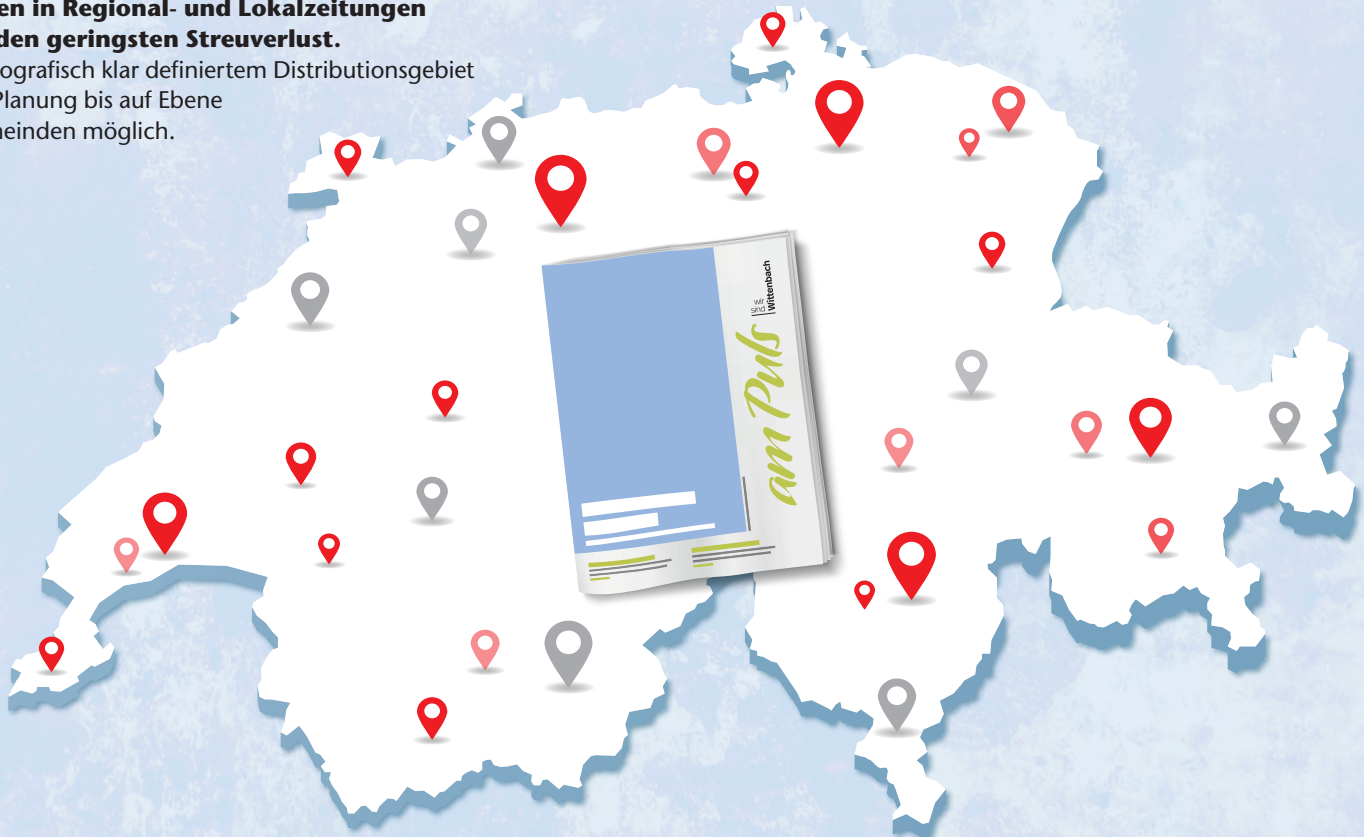 en in Regional- und Lokalzeitungen
den geringsten Streuverlust.
ografisch klar definiertem Distributionsgebiet
Planung bis auf Ebene
neinden möglich.
wir
sind
Wittenbach
am Puls